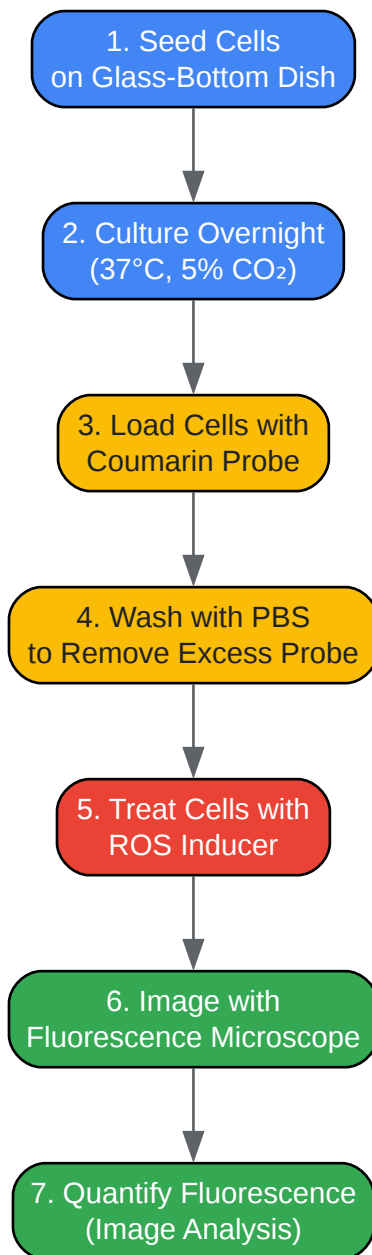 1. Seed Cells
on Glass-Bottom Dish
2. Culture Overnight
(37°C, 5% CO₂)
3. Load Cells with
Coumarin Probe
4. Wash with PBS
to Remove Excess Probe
5. Treat Cells with
ROS Inducer
6. Image with
Fluorescence Microscope
7. Quantify Fluorescence
(Image Analysis)